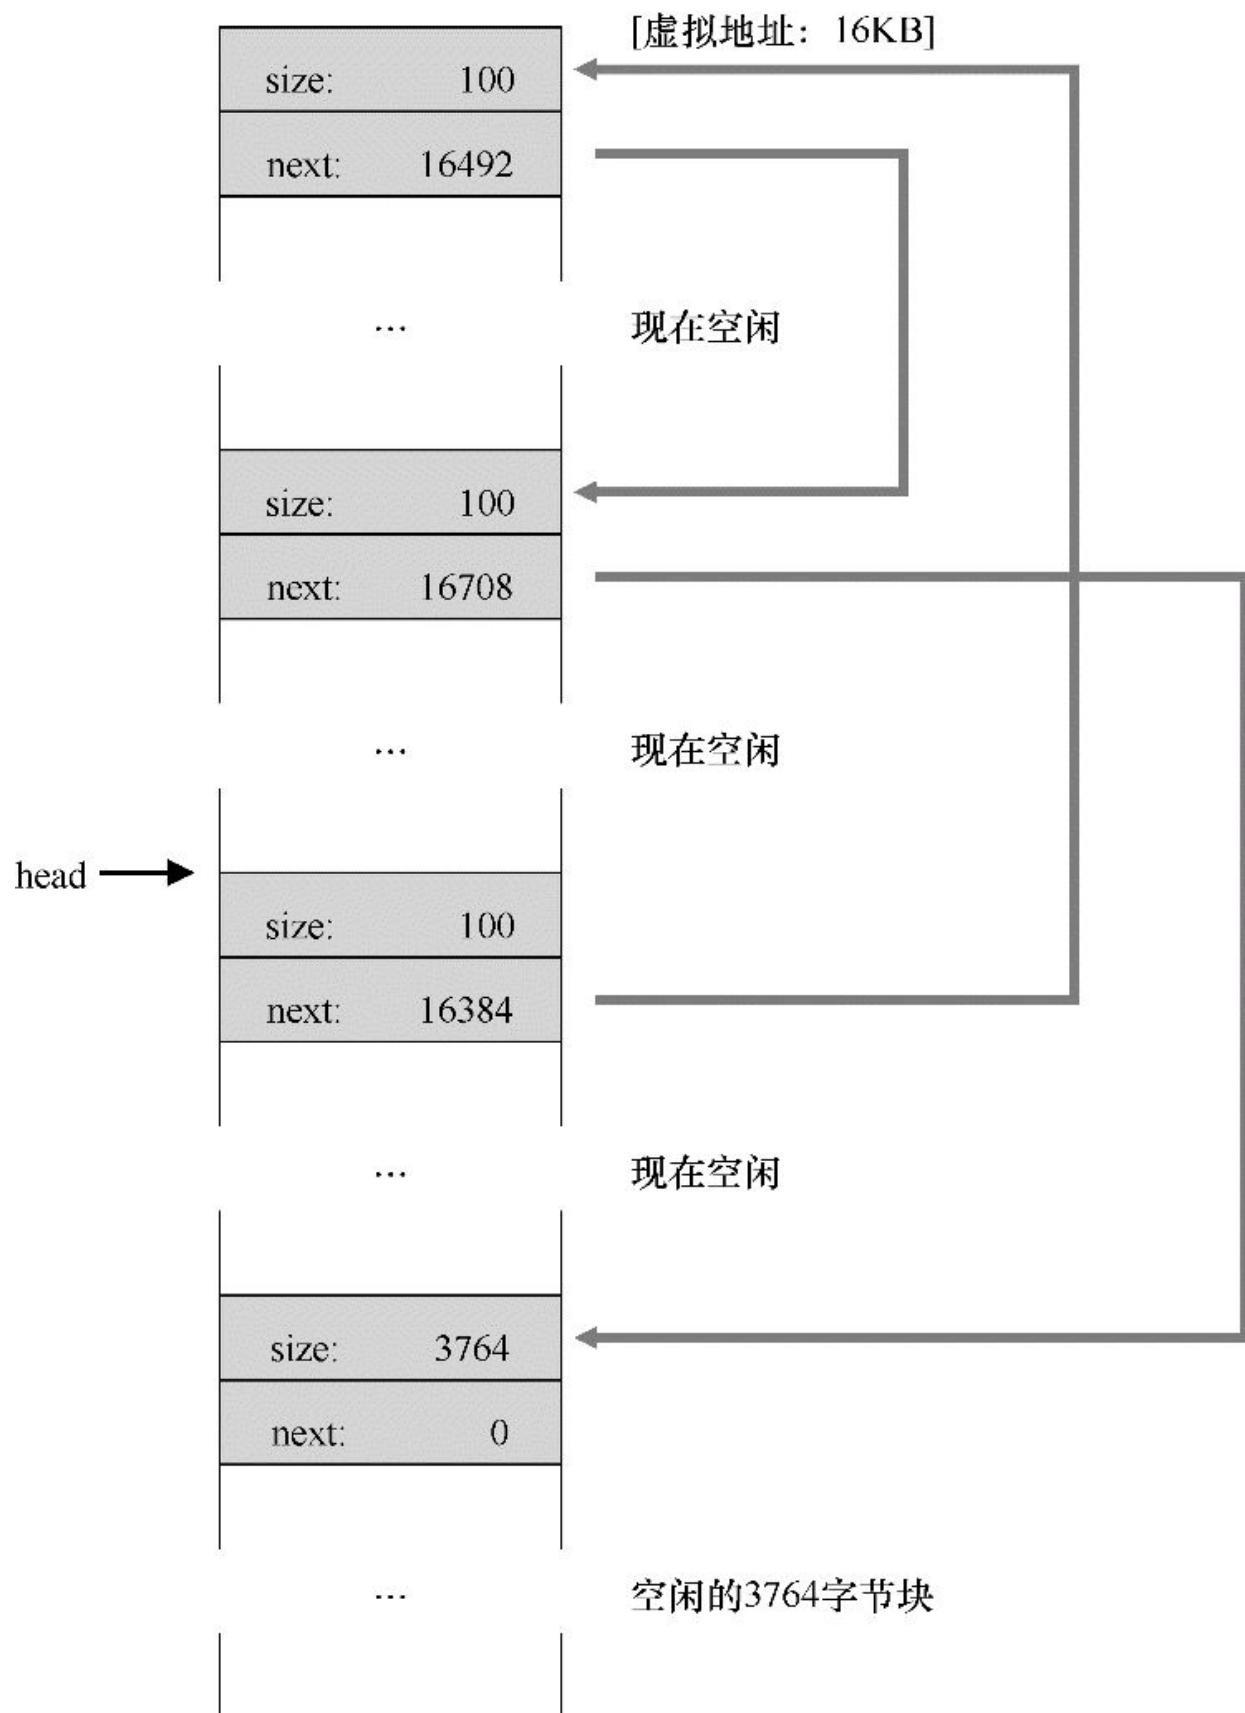 [虚拟地址：16KB]
size: 100
next: 16492
...
现在空闲
size: 100
next: 16708
...
现在空闲
head
size: 100
next: 16384
...
现在空闲
size: 3764
next: 0
...
空闲的3764字节块